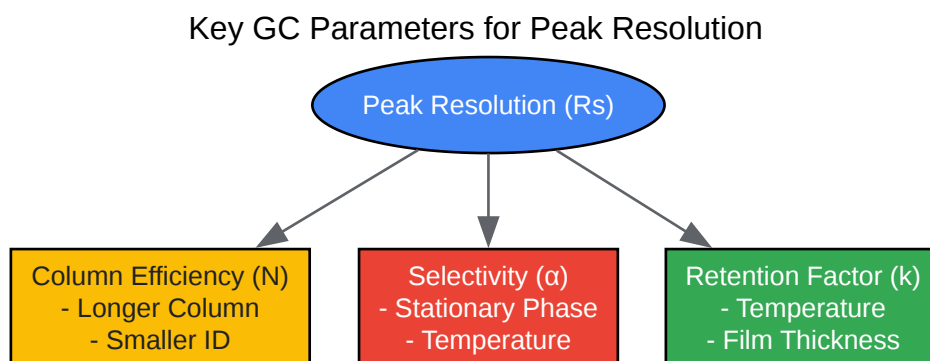 Key GC Parameters for Peak Resolution
Peak Resolution (Rs)
Column Efficiency (N)
- Longer Column
- Smaller ID
Selectivity (α)
- Stationary Phase
- Temperature
Retention Factor (k)
- Temperature
- Film Thickness